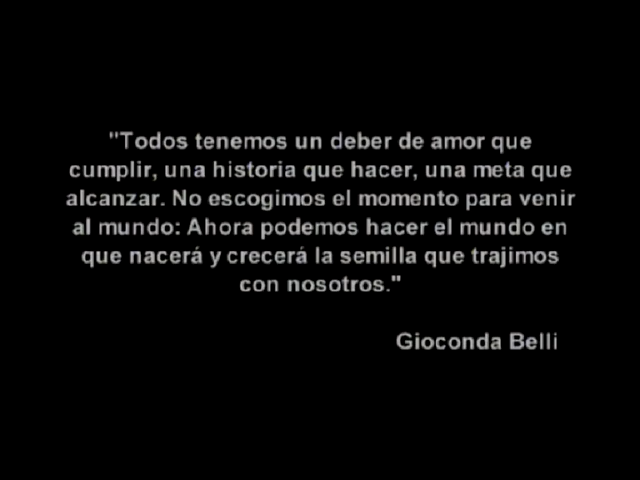 "Todos tenemos un deber de amor que
cumplir, una historia que hacer, una meta que
alcanzar. No escogimos el momento para venir
al mundo: Ahora podemos hacer el mundo en
que nacerá y crecerá la semilla que trajimos
con nosotros."
Gioconda Belli